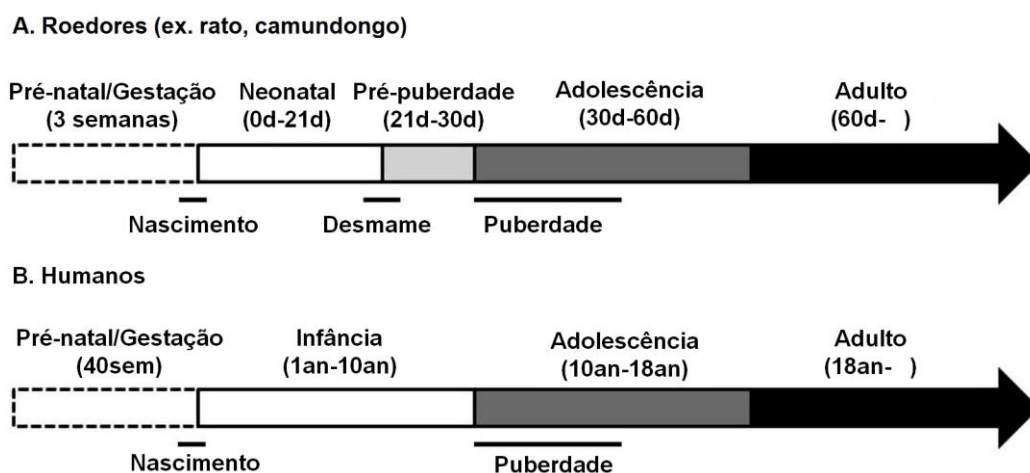 A. Roedores (ex. rato, camundongo)
Pré-natal/Gestação Neonatal Pré-puberdade Adolescência Adulto
(3 semanas) (0d-21d) (21d-30d) (30d-60d) (60d- )
Nascimento Desmame Puberdade
B. Humanos
Pré-natal/Gestação Infância Adolescência Adulto
(40sem) (1an-10an) (10an-18an) (18an- )
Nascimento Puberdade